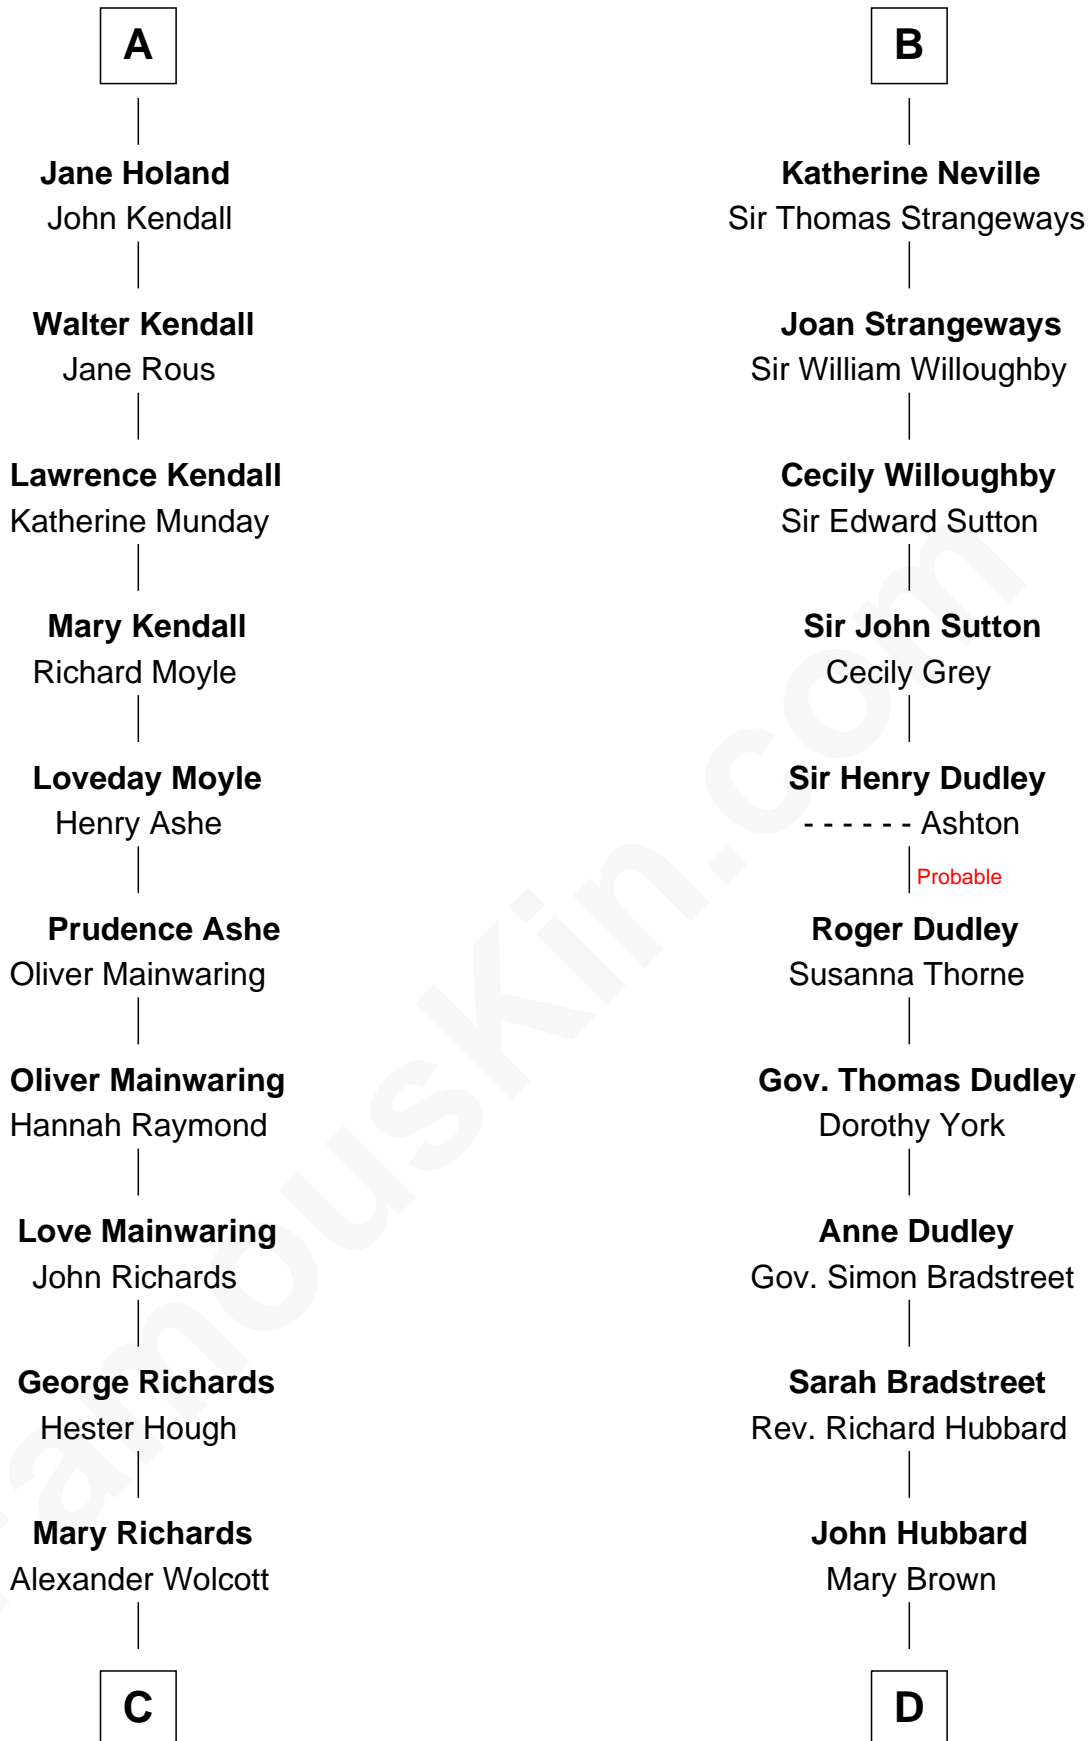 A
Jane Holand
John Kendall
Walter Kendall
Jane Rous
Lawrence Kendall
Katherine Munday
Mary Kendall
Richard Moyle
Loveday Moyle
Henry Ashe
Prudence Ashe
Oliver Mainwaring
Oliver Mainwaring
Hannah Raymond
Love Mainwaring
John Richards
George Richards
Hester Hough
Mary Richards
Alexander Wolcott
C
B
Katherine Neville
Sir Thomas Strangeways
Joan Strangeways
Sir William Willoughby
Cecily Willoughby
Sir Edward Sutton
Sir John Sutton
Cecily Grey
Sir Henry Dudley
- - - - - - Ashton
Probable
Roger Dudley
Susanna Thorne
Gov. Thomas Dudley
Dorothy York
Anne Dudley
Gov. Simon Bradstreet
Sarah Bradstreet
Rev. Richard Hubbard
John Hubbard
Mary Brown
D
FamousKin.com